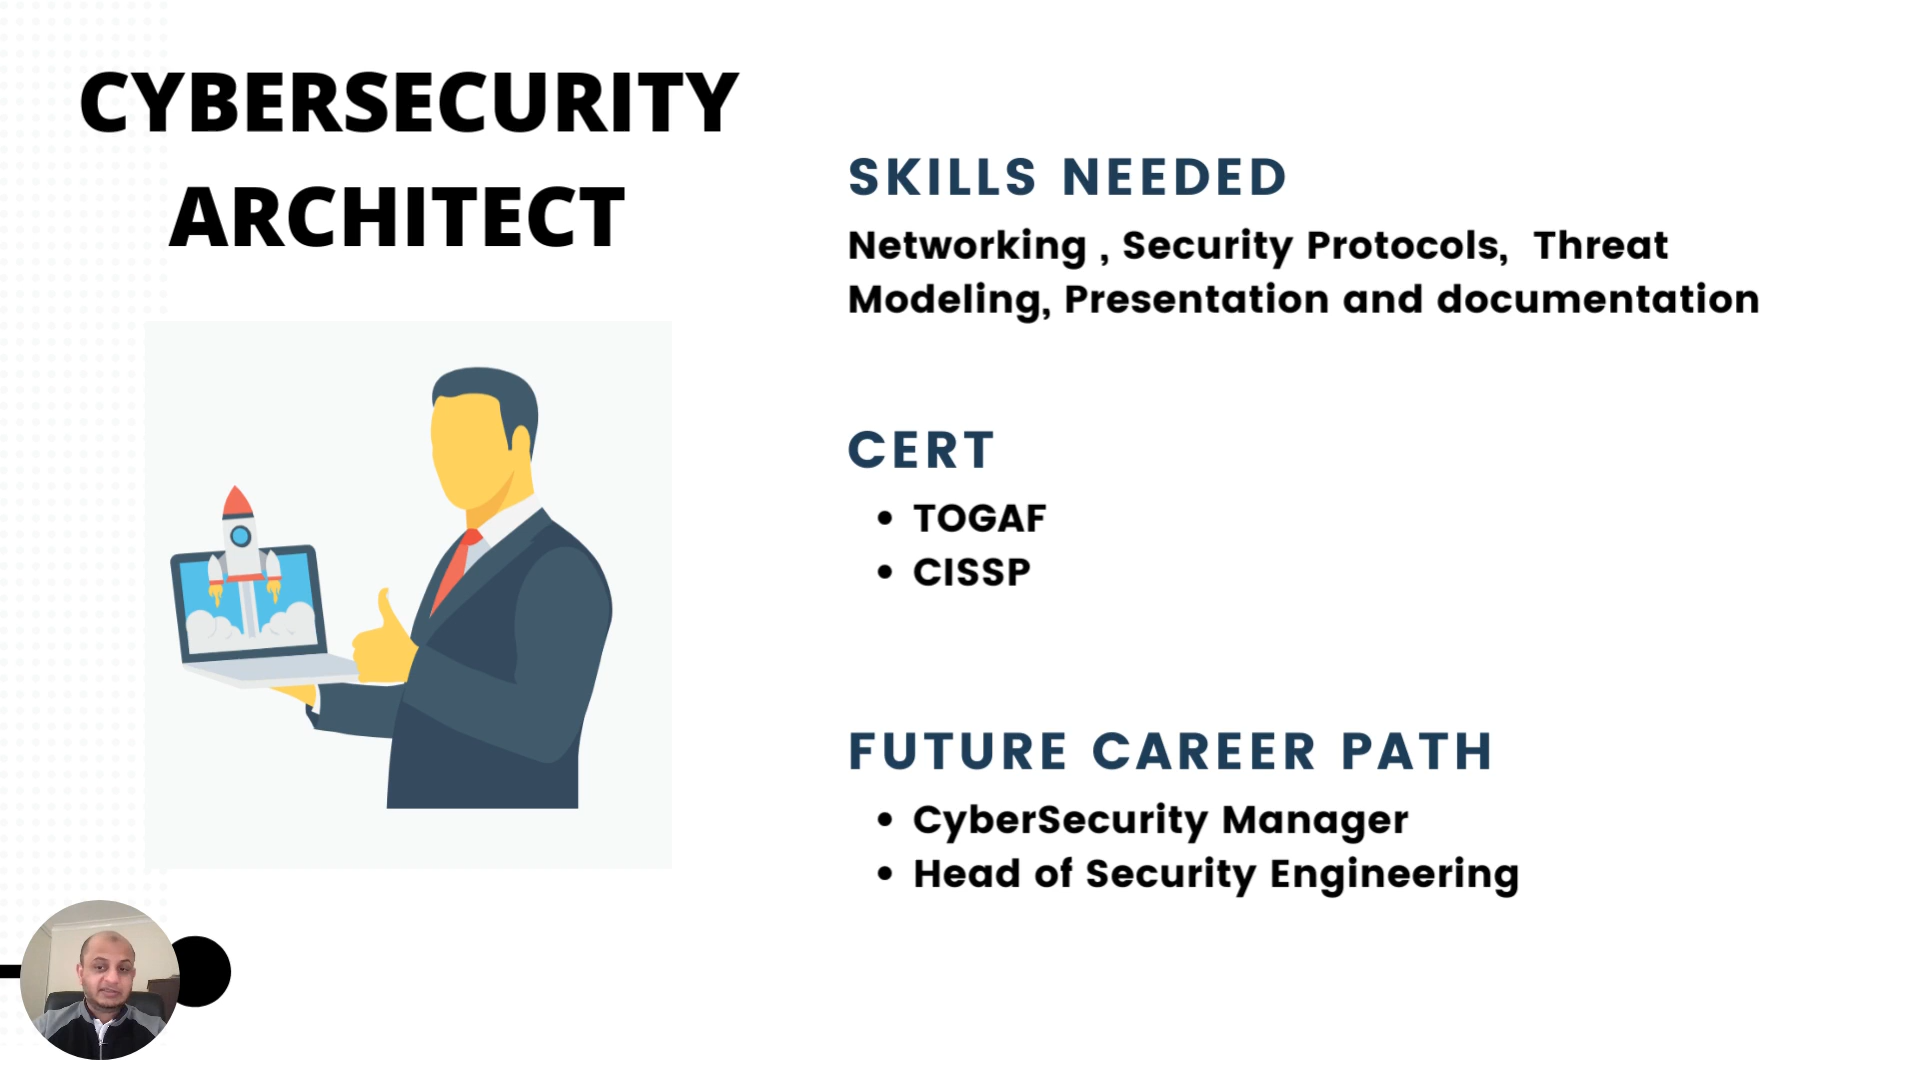 CYBERSECURITY
ARCHITECT
SKILLS NEEDED
Networking , Security Protocols,  Threat
Modeling, Presentation and documentation
CERT
• TOGAF
• CISSP
FUTURE CAREER PATH
• CyberSecurity Manager
• Head of Security Engineering